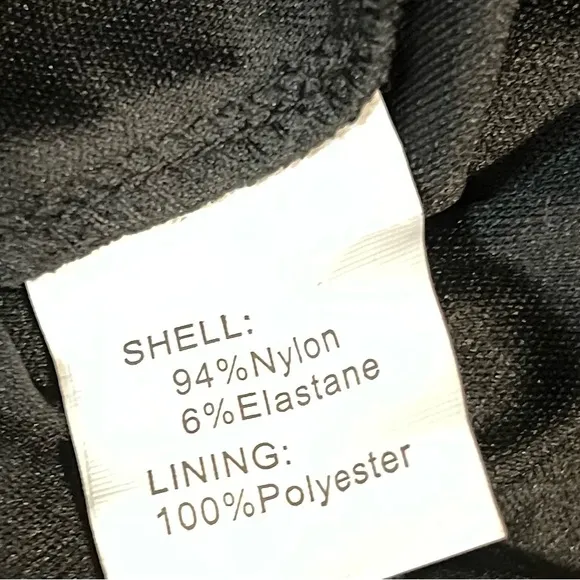 SHELL:
94%Nylon
6%Elastane
LINING:
100%Polyester